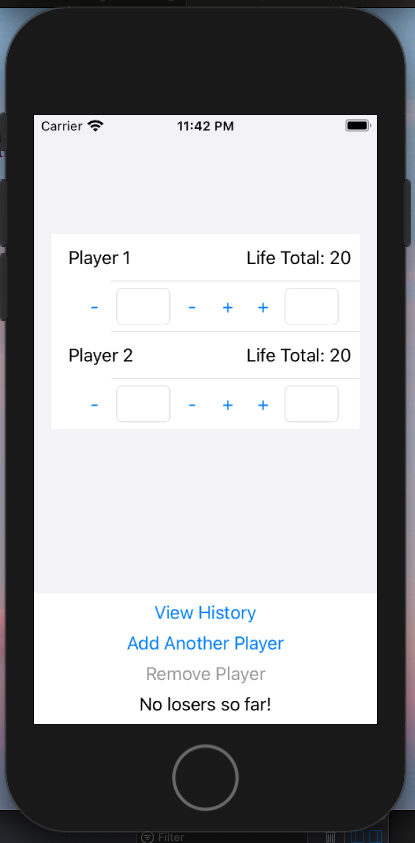 Carrier 11:42 PM
Player 1 Life Total: 20
- - + +
Player 2 Life Total: 20
- - + +
View History
Add Another Player
Remove Player
No losers so far!
Filter